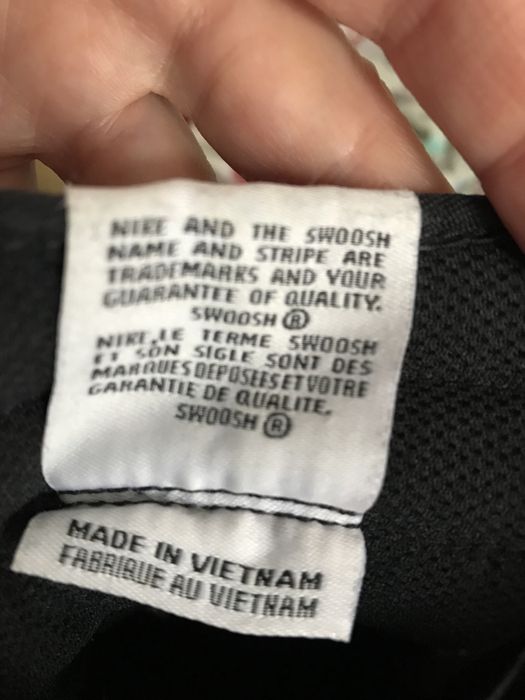 NIKE AND THE SWOOSH
NAME AND STRIPE ARE
TRADEMARKS AND YOUR
GUARANTEE OF QUALITY.
SWOOSH ®
NIKE, LE TERME SWOOSH
ET SON SIGLE SONT DES
MARQUES DEPOSEES ET VOTRE
GARANTIE DE QUALITE.
SWOOSH ®
MADE IN VIETNAM
FABRIQUE AU VIETNAM